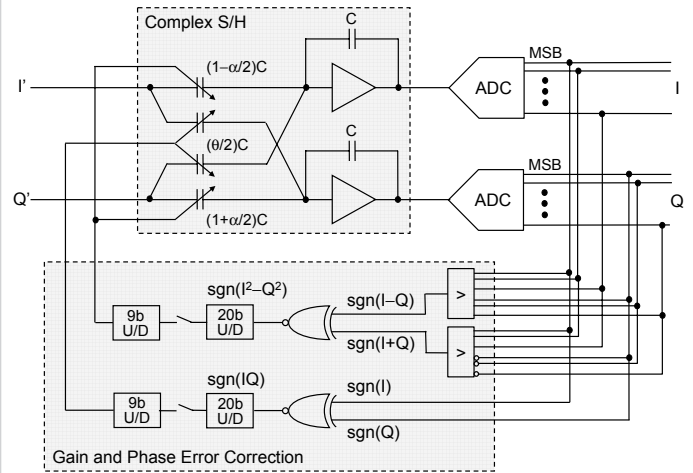 Complex S/H
C
I'
(1−α/2)C
ADC
MSB
I
(θ/2)C
C
Q'
(1+α/2)C
ADC
MSB
Q
sgn(I²−Q²)
sgn(I−Q)
>
9b
U/D
20b
U/D
sgn(I+Q)
>
sgn(IQ)
sgn(I)
9b
U/D
20b
U/D
sgn(Q)
Gain and Phase Error Correction